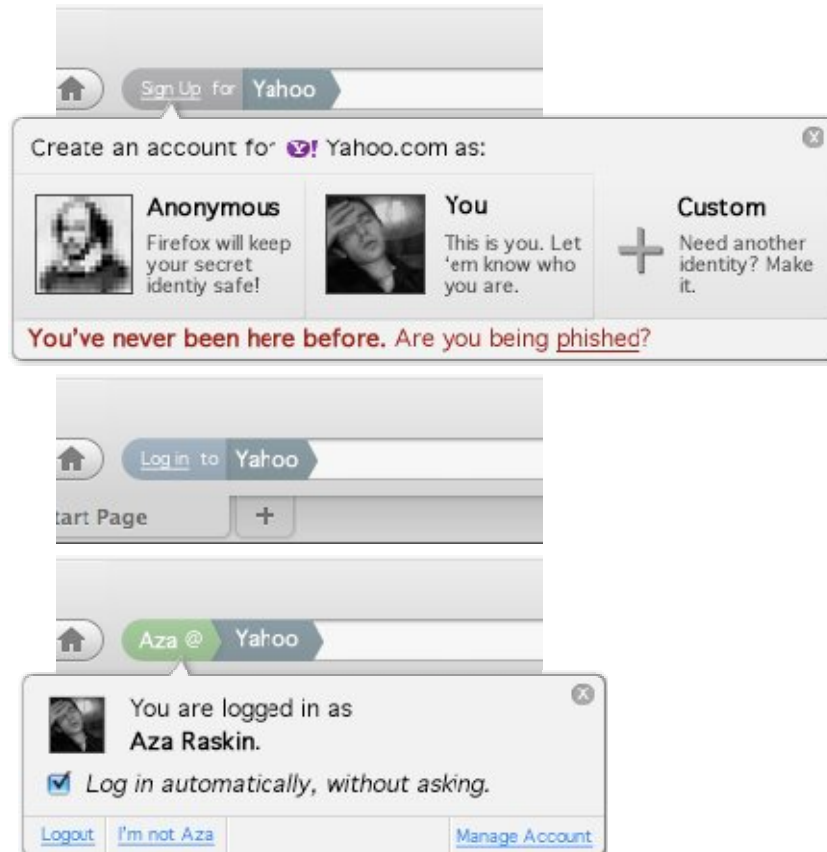 Sign Up for Yahoo
Create an account for Y! Yahoo.com as:
Anonymous
Firefox will keep
your secret
identiy safe!
You
This is you. Let
'em know who
you are.
Custom
Need another
identity? Make
it.
You've never been here before. Are you being phished?
Log in to Yahoo
tart Page
Aza @ Yahoo
You are logged in as
Aza Raskin.
Log in automatically, without asking.
Logout I'm not Aza Manage Account